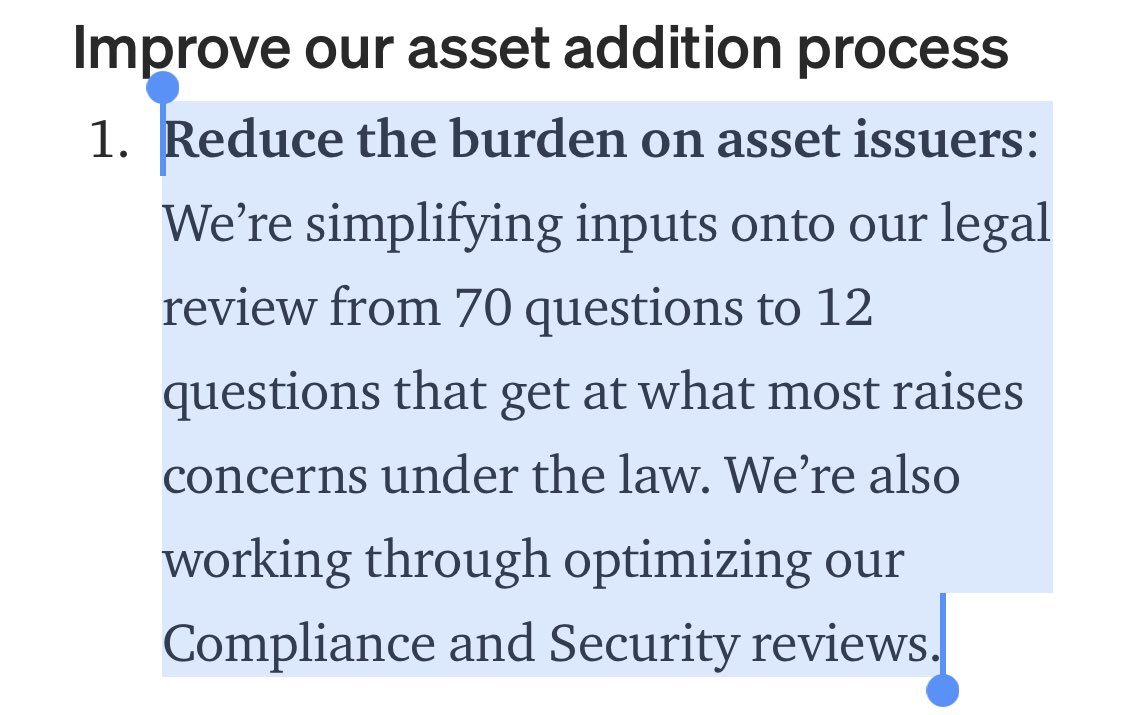 Improve our asset addition process
1. Reduce the burden on asset issuers:
We’re simplifying inputs onto our legal
review from 70 questions to 12
questions that get at what most raises
concerns under the law. We’re also
working through optimizing our
Compliance and Security reviews.